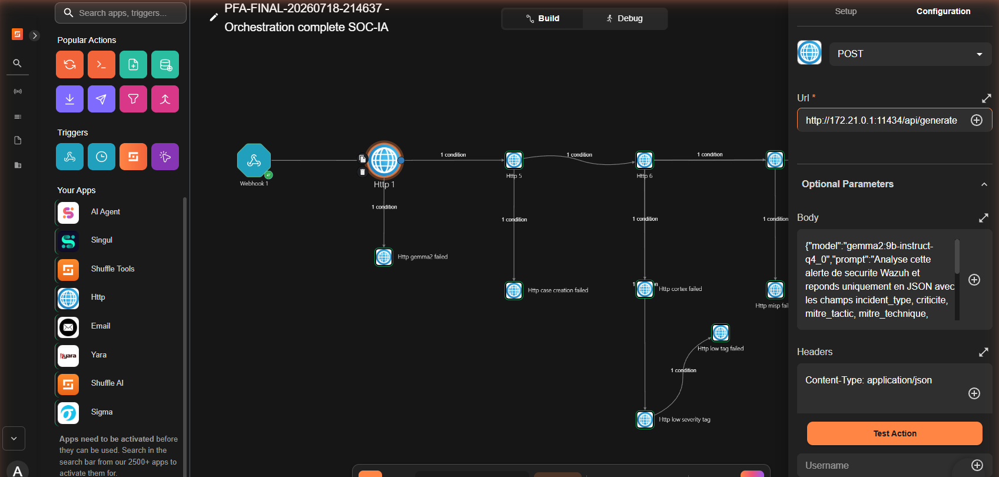 Search apps, triggers...
Popular Actions
Triggers
Your Apps
AI Agent
Singul
Shuffle Tools
Http
Email
Yara
Shuffle AI
Sigma
Apps need to be activated before
they can be used. Search in the
search bar from our 2500+ apps to
activate them for.
A
PFA-FINAL-20260718-214637 -
Orchestration complete SOC-IA
Build
Debug
Webhook 1
27
Http 1
1 condition
Http 5
1 condition
Http 6
1 condition
1 condition
Http gemma2 failed
1 condition
Http case creation failed
1 condition
Http cortex failed
1 condition
Http misp fail
Http low tag failed
1 condition
Http low severity tag
Setup
Configuration
POST
Url *
http://172.21.0.1:11434/api/generate
Optional Parameters
Body
{"model":"gemma2:9b-instruct-
q4_0","prompt":"Analyse cette
alerte de securite Wazuh et
reponds uniquement en JSON avec
les champs incident_type, criticite,
mitre_tactic, mitre_technique,
Headers
Content-Type: application/json
Test Action
Username